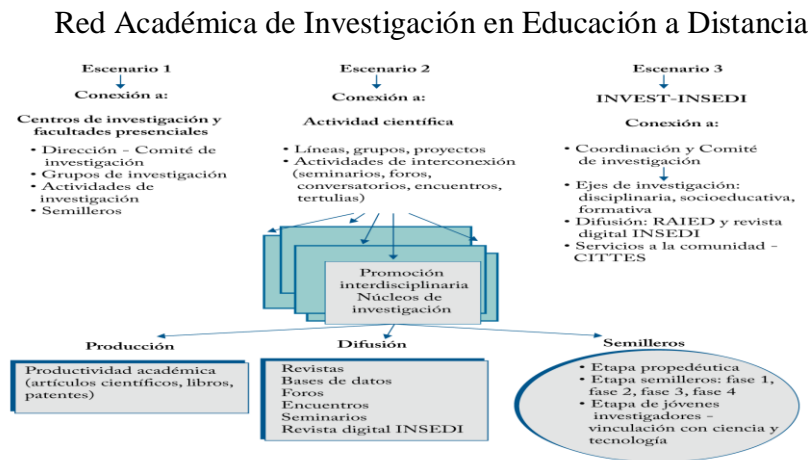 Red Académica de Investigación en Educación a Distancia
Escenario 1
Conexión a:
Centros de investigación y
facultades presenciales
• Dirección – Comité de
investigación
• Grupos de investigación
• Actividades de
investigación
• Semilleros
Escenario 2
Conexión a:
Actividad científica
• Líneas, grupos, proyectos
• Actividades de interconexión
(seminarios, foros,
conversatorios, encuentros,
tertulias)
Escenario 3
INVEST-INSEDI
Conexión a:
• Coordinación y Comité
de investigación
• Ejes de investigación:
disciplinaria, socioeducativa,
formativa
• Difusión: RAIED y revista
digital INSEDI
• Servicios a la comunidad –
CITTES
Promoción
interdisciplinaria
Núcleos de
investigación
Producción
Productividad académica
(artículos científicos, libros,
patentes)
Difusión
Revistas
Bases de datos
Foros
Encuentros
Seminarios
Revista digital INSEDI
Semilleros
• Etapa propedéutica
• Etapa semilleros: fase 1,
fase 2, fase 3, fase 4
• Etapa de jóvenes
investigadores –
vinculación con ciencia y
tecnología